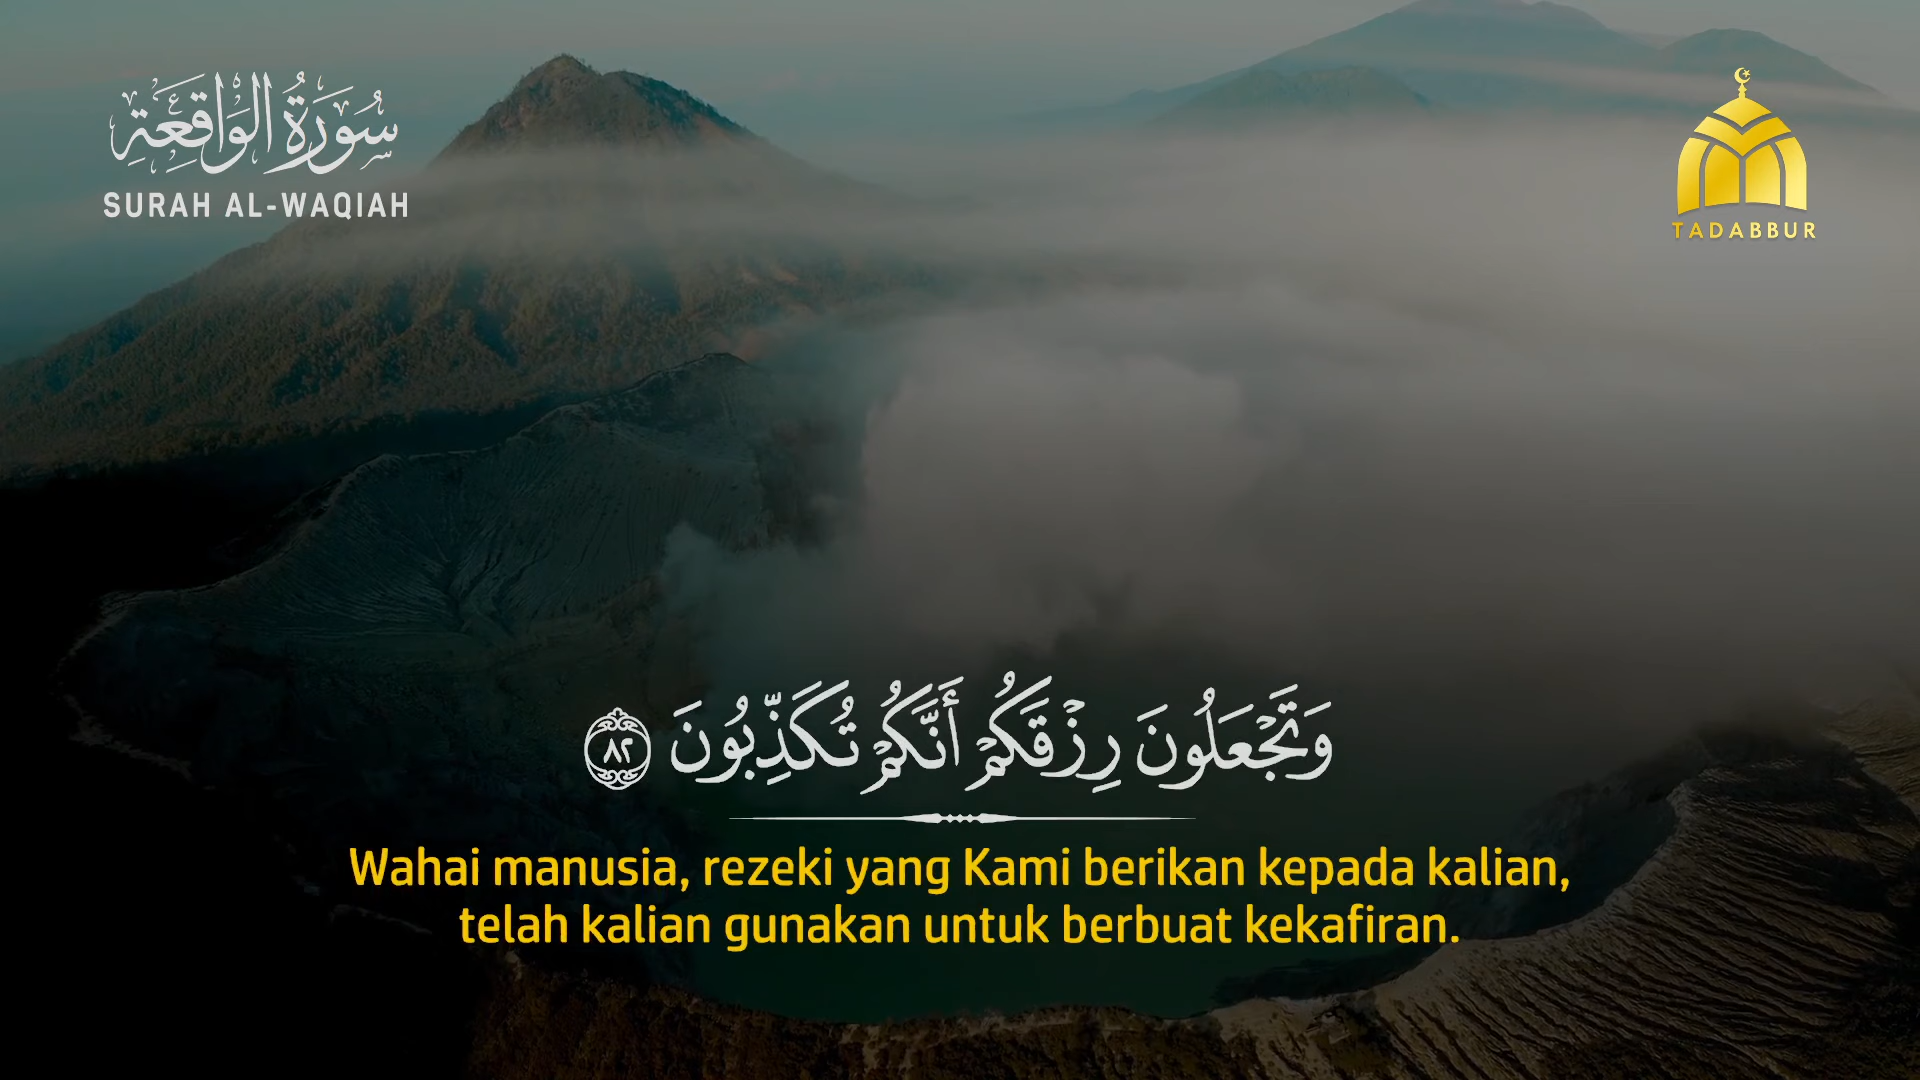 سُورَةُ الْوَاقِعَةِ
SURAH AL-WAQIAH
TADABBUR
وَتَجْعَلُونَ رِزْقَكُمْ أَنَّكُمْ تُكَذِّبُونَ ٨٢
Wahai manusia, rezeki yang Kami berikan kepada kalian,
telah kalian gunakan untuk berbuat kekafiran.